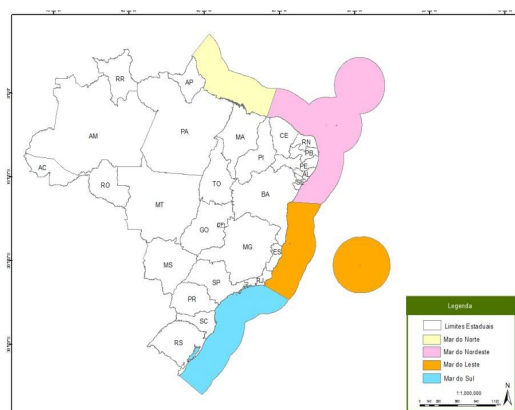 RR
AP
AM
PA
MA
CE
RN
PB
PI
PE
AL
SE
AC
RO
TO
BA
MT
GO
DF
MG
ES
MS
SP
RJ
PR
SC
RS
Legenda
Limites Estaduais
Mar do Norte
Mar do Nordeste
Mar do Leste
Mar do Sul
1:1,000,000
N